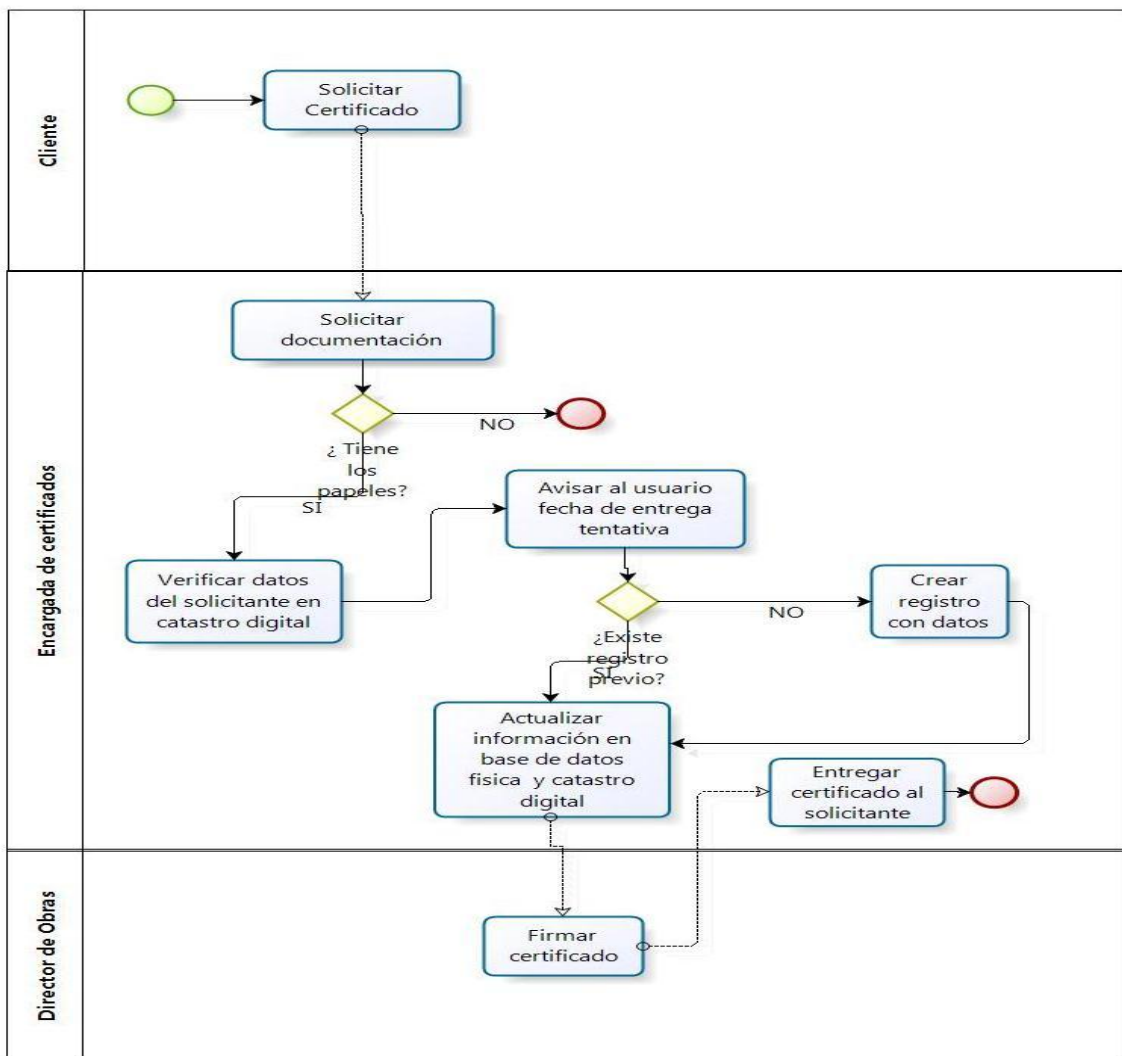 Cliente
Solicitar
Certificado
Encargada de certificados
Solicitar
documentación
NO
¿ Tiene
los
papeles?
SI
Avisar al usuario
fecha de entrega
tentativa
Verificar datos
del solicitante en
catastro digital
NO
Crear
registro
con datos
¿Existe
registro
previo?
SI
Actualizar
información en
base de datos
fisica y catastro
digital
Entregar
certificado al
solicitante
Director de Obras
Firmar
certificado